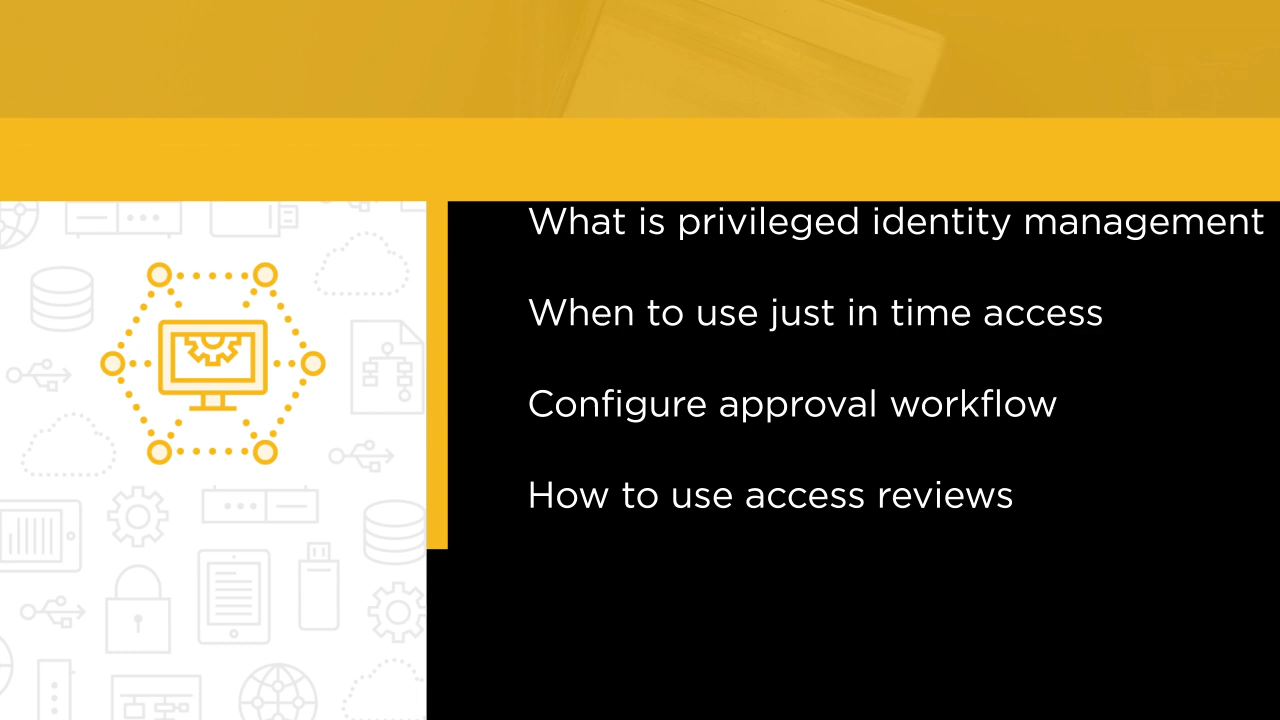 What is privileged identity management
When to use just in time access
Configure approval workflow
How to use access reviews